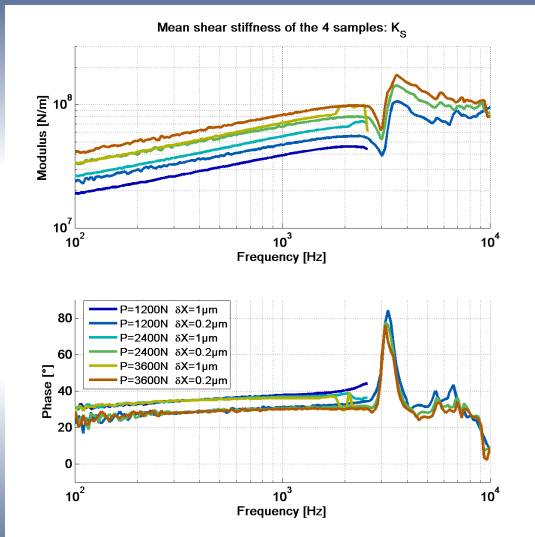 Mean shear stiffness of the 4 samples: K_S
Modulus [N/m]
10^8
10^7
10^2 10^3 10^4
Frequency [Hz]
Phase [°]
80
60
40
20
0
P=1200N δX=1µm
P=1200N δX=0.2µm
P=2400N δX=1µm
P=2400N δX=0.2µm
P=3600N δX=1µm
P=3600N δX=0.2µm
10^2 10^3 10^4
Frequency [Hz]